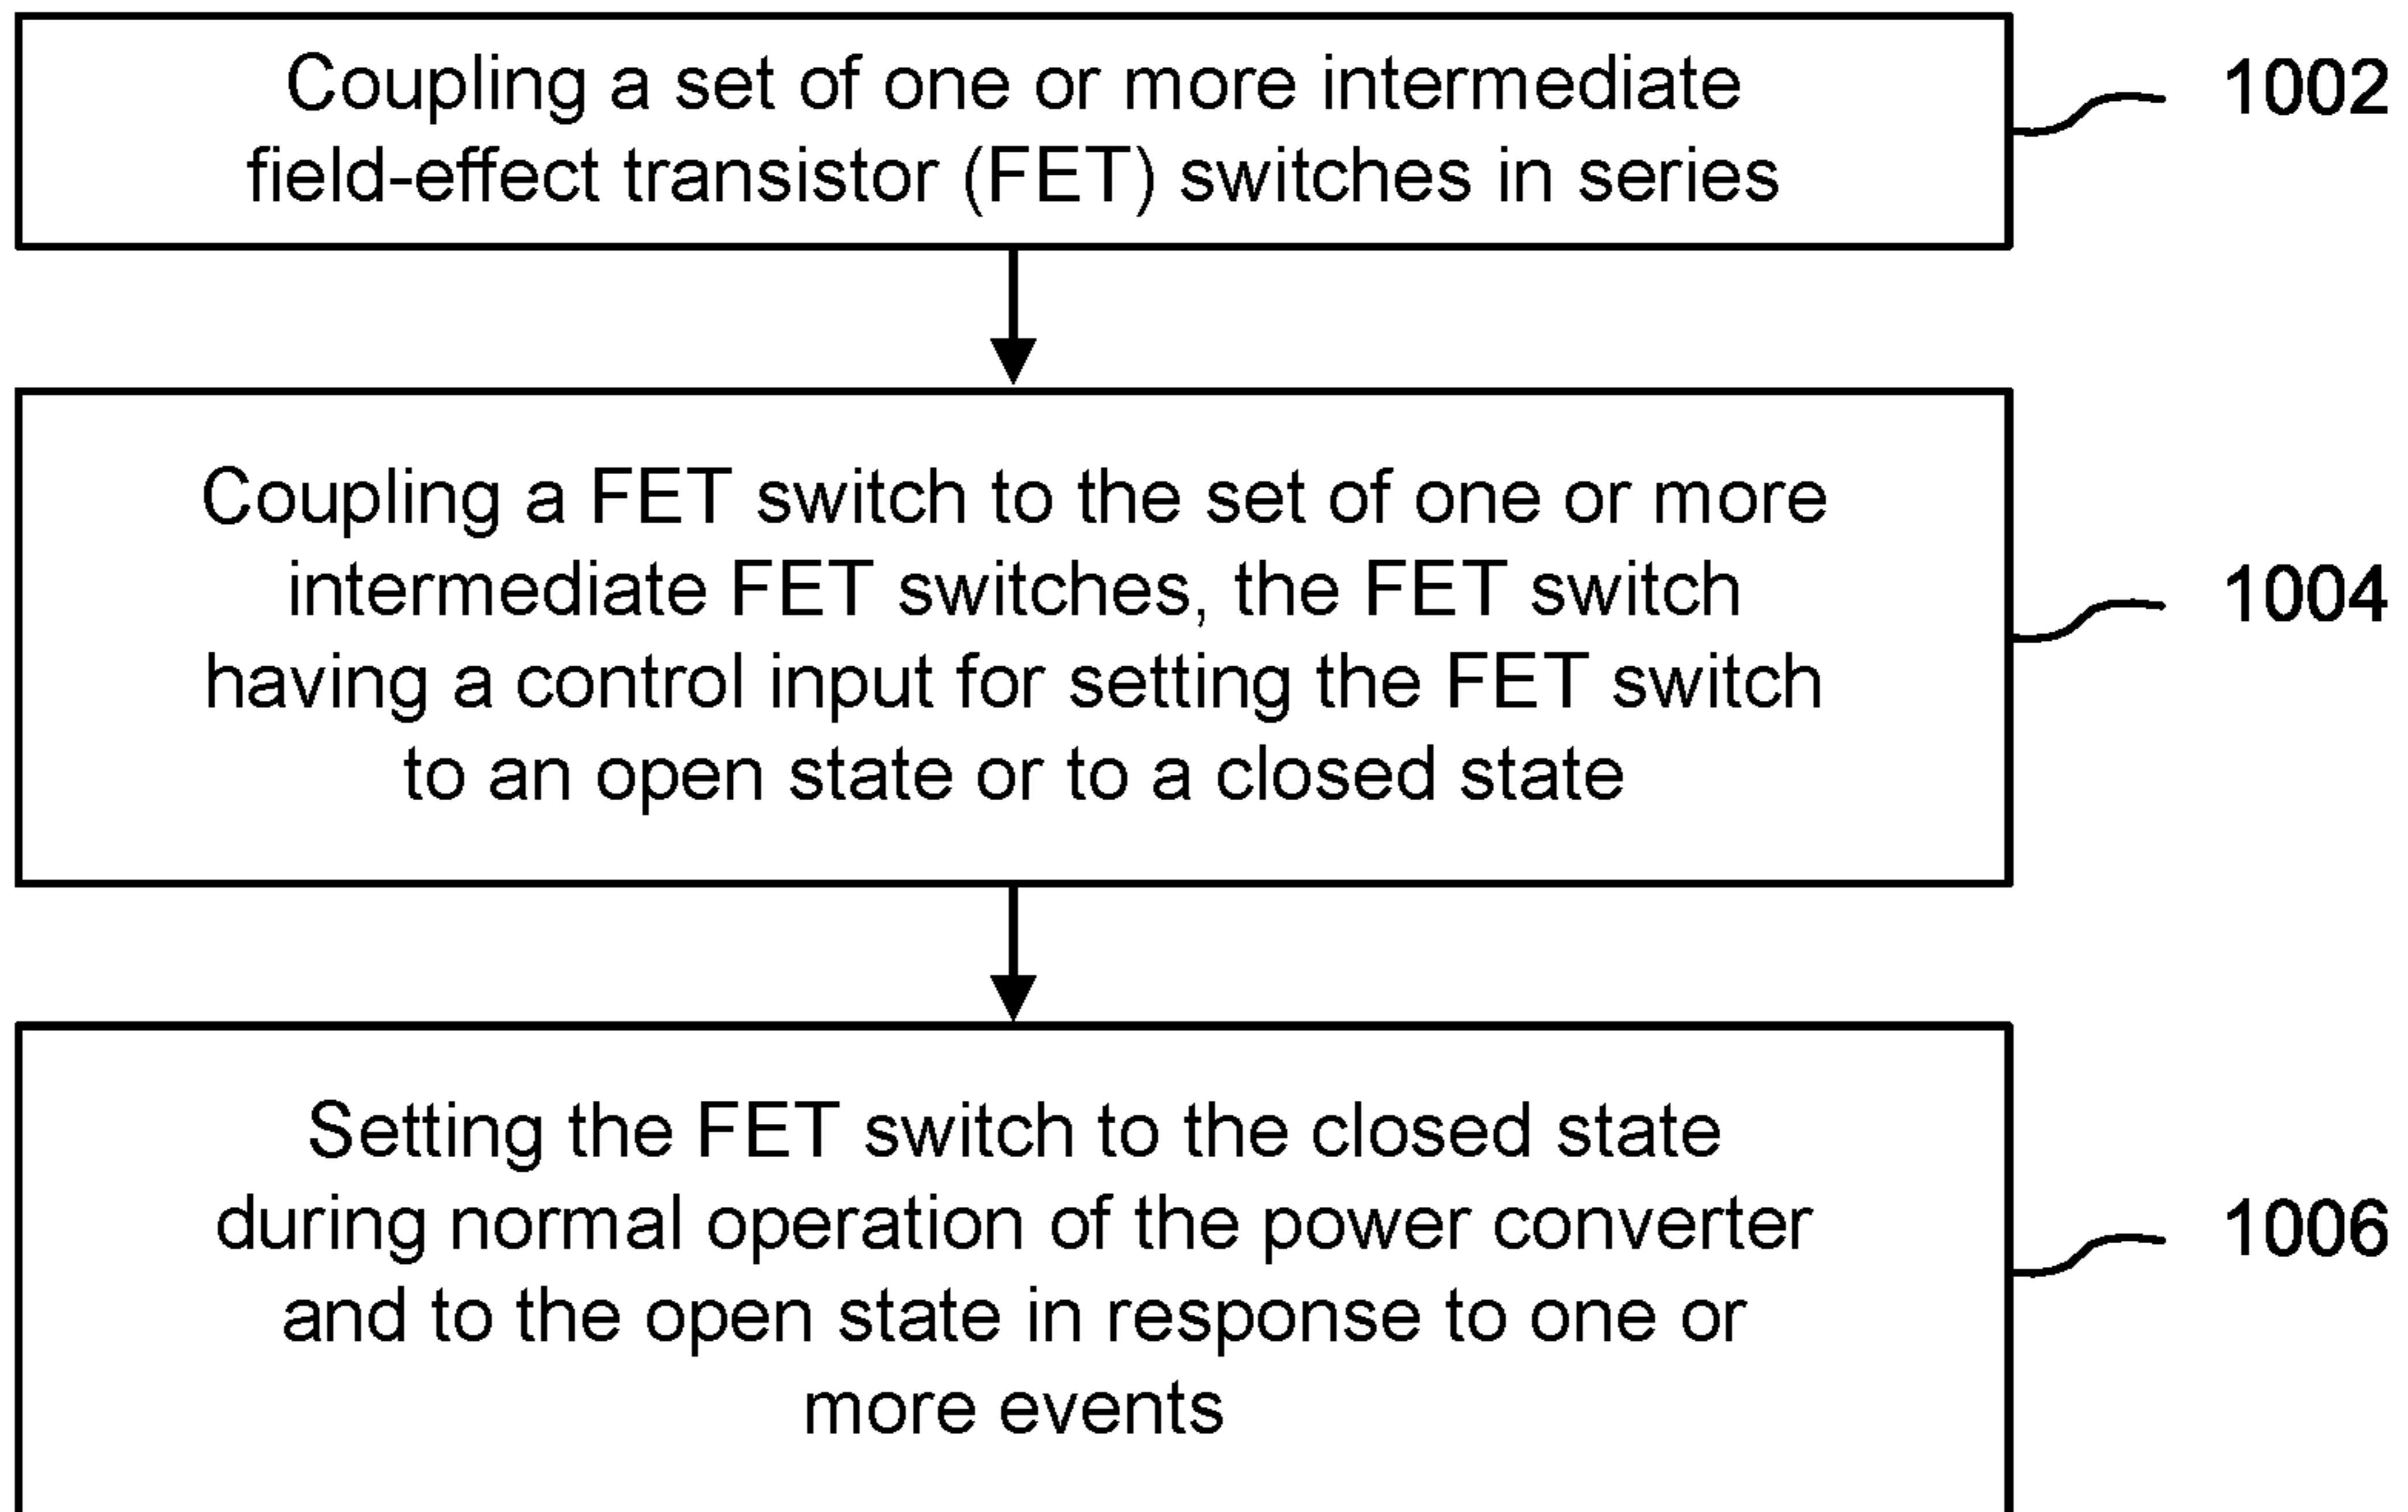 Coupling a set of one or more intermediate
field-effect transistor (FET) switches in series
1002
Coupling a FET switch to the set of one or more
intermediate FET switches, the FET switch
having a control input for setting the FET switch
to an open state or to a closed state
1004
Setting the FET switch to the closed state
during normal operation of the power converter
and to the open state in response to one or
more events
1006